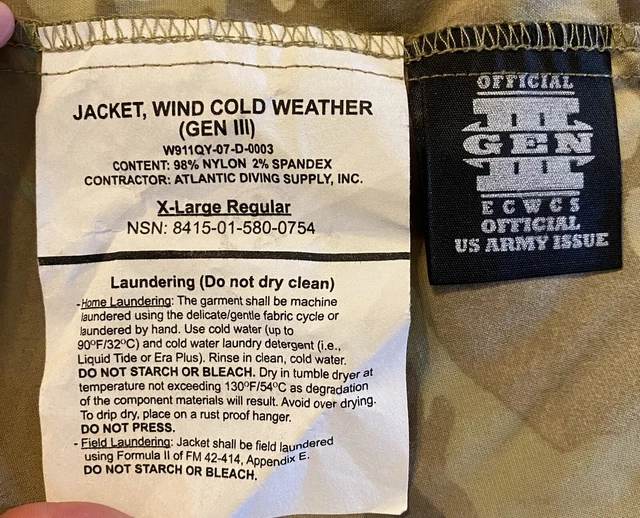 JACKET, WIND COLD WEATHER
(GEN III)
W911QY-07-D-0003
CONTENT: 98% NYLON 2% SPANDEX
CONTRACTOR: ATLANTIC DIVING SUPPLY, INC.
X-Large Regular
NSN: 8415-01-580-0754
Laundering (Do not dry clean)
-Home Laundering: The garment shall be machine
laundered using the delicate/gentle fabric cycle or
laundered by hand. Use cold water (up to
90ºF/32ºC) and cold water laundry detergent (i.e.,
Liquid Tide or Era Plus). Rinse in clean, cold water.
DO NOT STARCH OR BLEACH. Dry in tumble dryer at
temperature not exceeding 130ºF/54ºC as degradation
of the component materials will result. Avoid over drying.
To drip dry, place on a rust proof hanger.
DO NOT PRESS.
- Field Laundering: Jacket shall be field laundered
using Formula II of FM 42-414, Appendix E.
DO NOT STARCH OR BLEACH.
OFFICIAL
III
GEN
III
ECWCS
OFFICIAL
US ARMY ISSUE